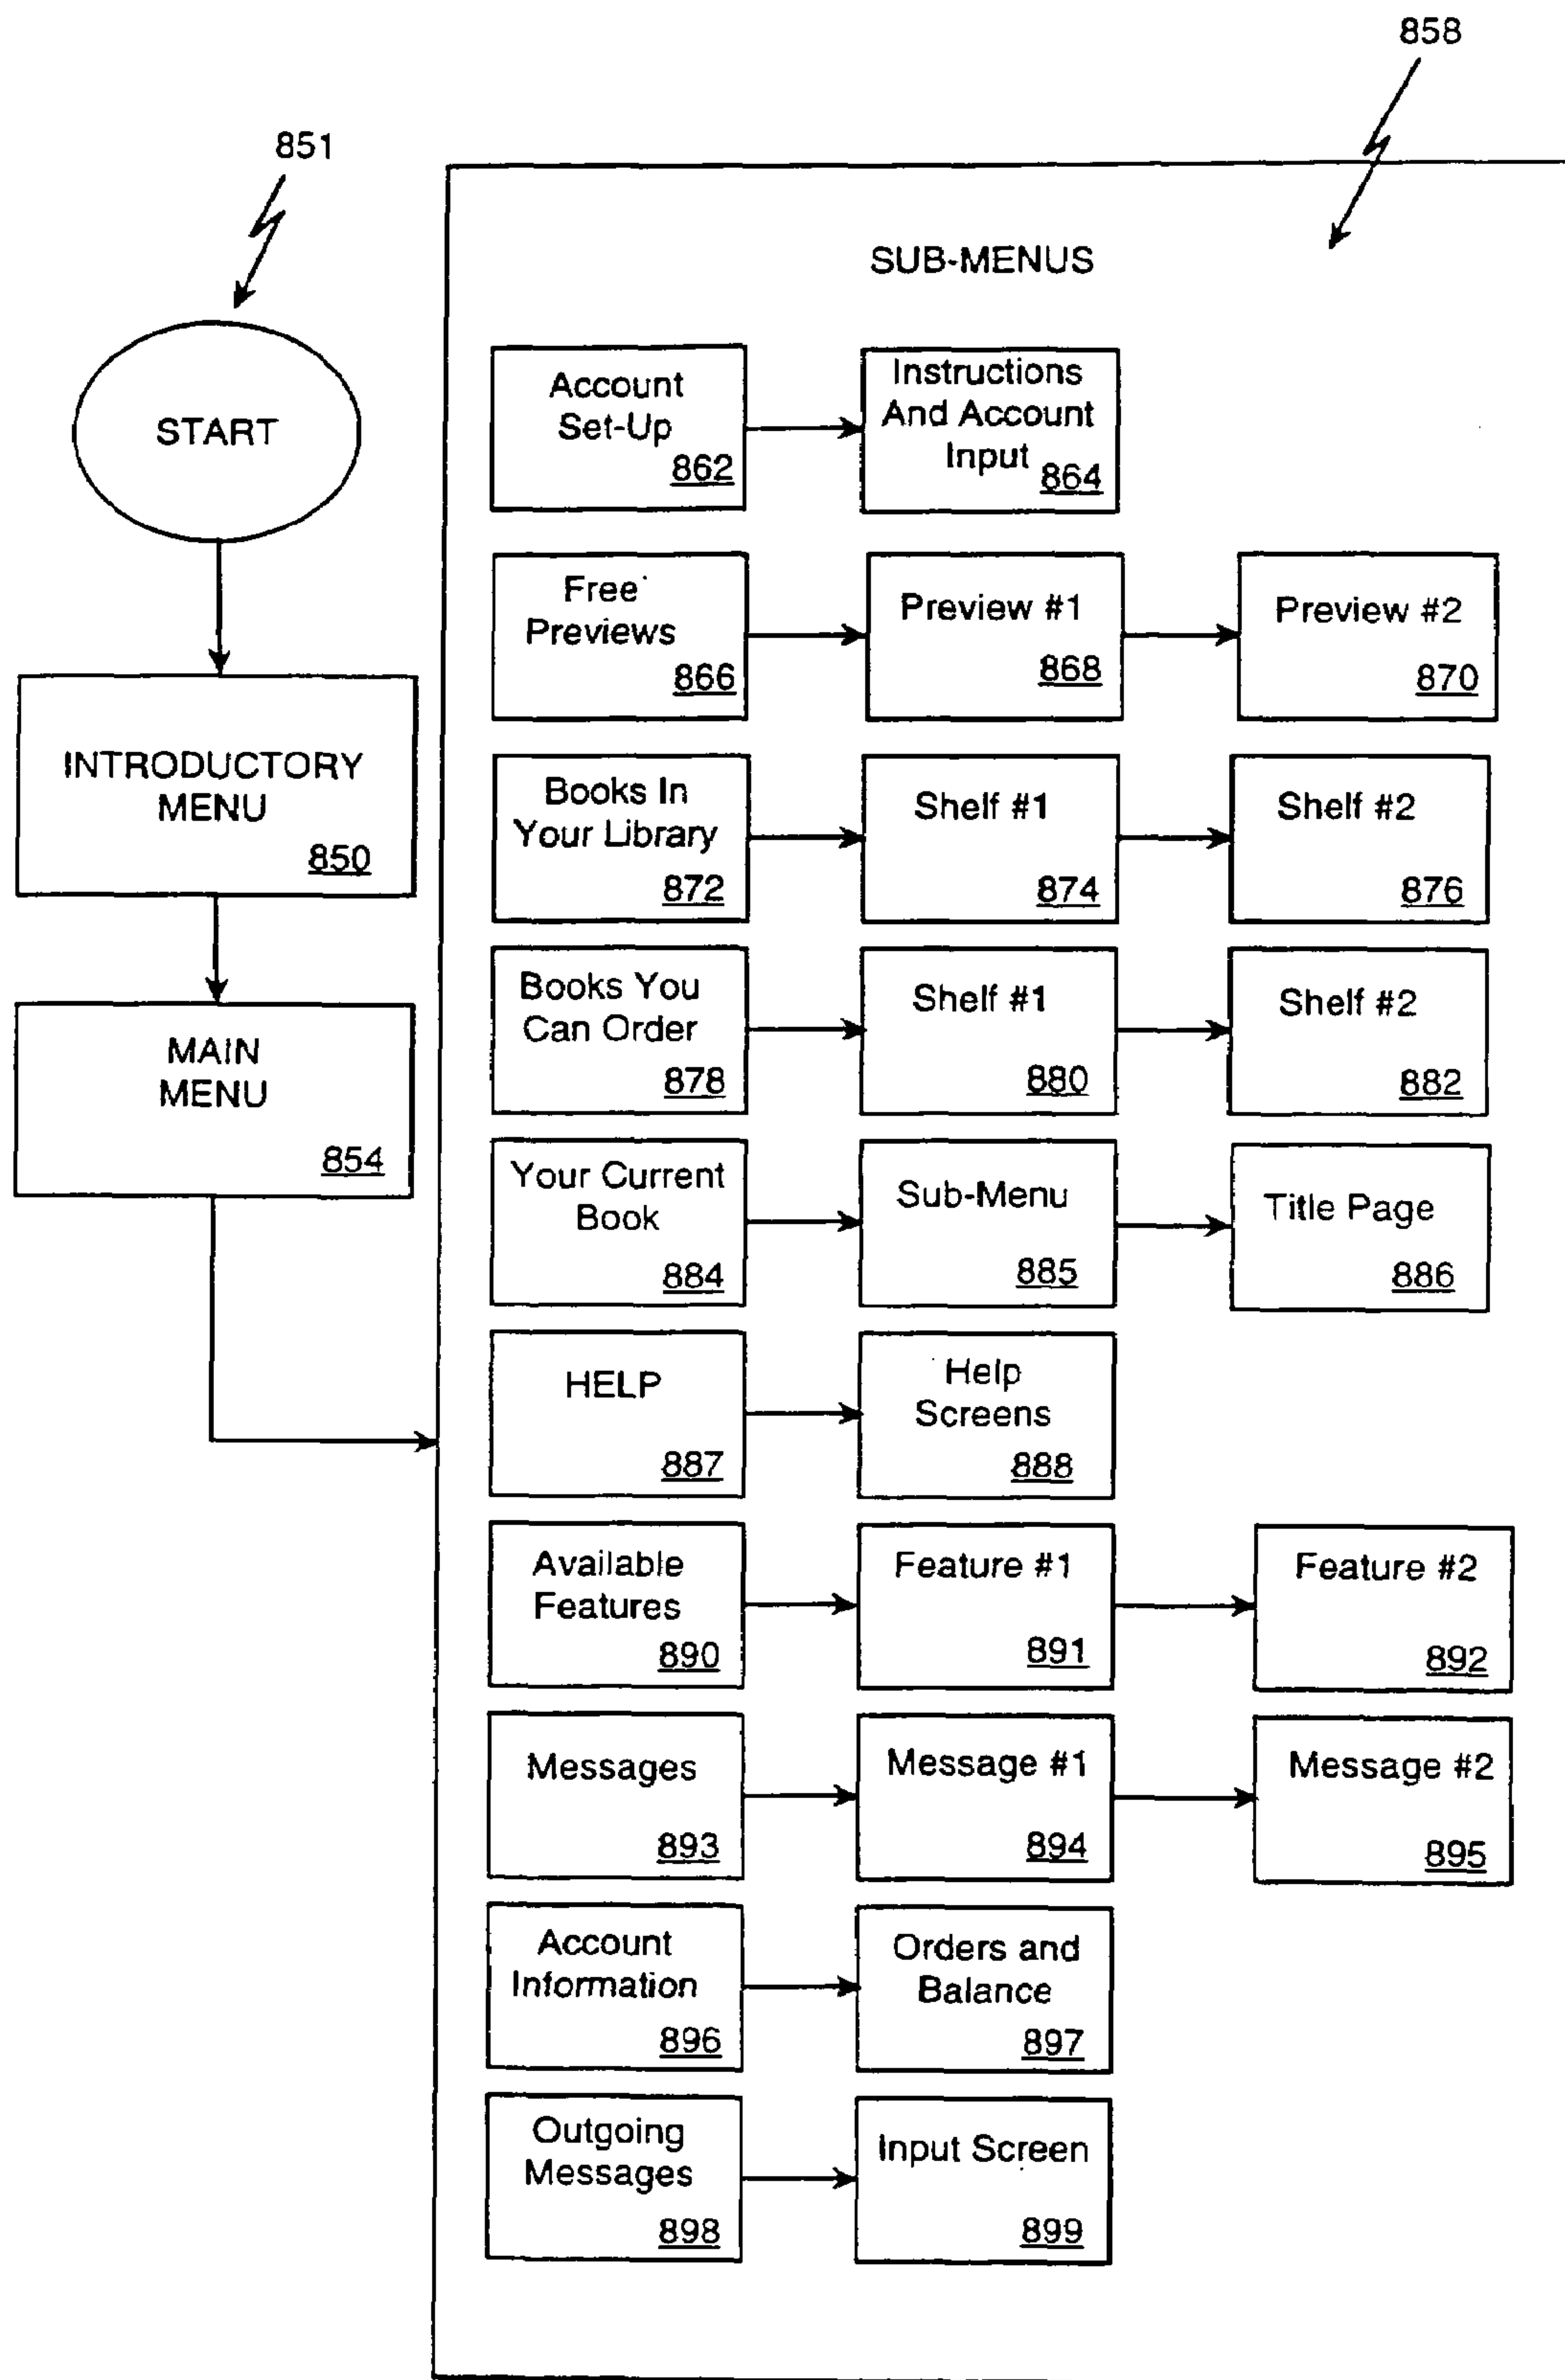 858
851
SUB-MENUS
START
INTRODUCTORY
MENU
850
MAIN
MENU
854
Account
Set-Up
862
Instructions
And Account
Input
864
Free
Previews
866
Preview #1
868
Preview #2
870
Books In
Your Library
872
Shelf #1
874
Shelf #2
876
Books You
Can Order
878
Shelf #1
880
Shelf #2
882
Your Current
Book
884
Sub-Menu
885
Title Page
886
HELP
887
Help
Screens
888
Available
Features
890
Feature #1
891
Feature #2
892
Messages
893
Message #1
894
Message #2
895
Account
Information
896
Orders and
Balance
897
Outgoing
Messages
898
Input Screen
899